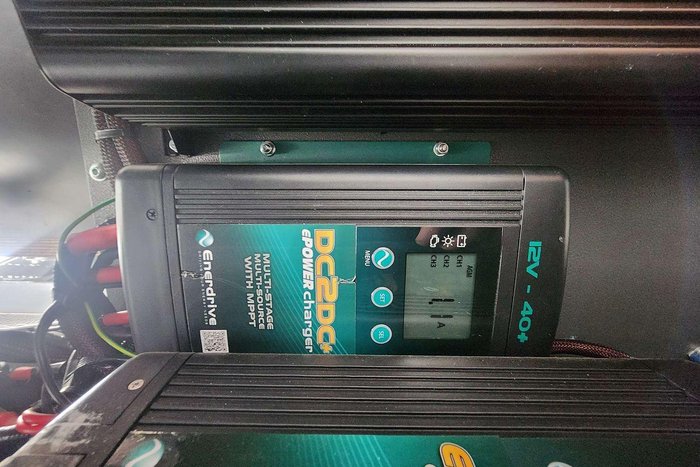 Enerdrive
DC2DC+
ePOWER charger
MULTI-STAGE
MULTI-SOURCE
WITH MPPT
MENU
SET
SEL
AGM
CH1
CH2
CH3
A
12V - 40+